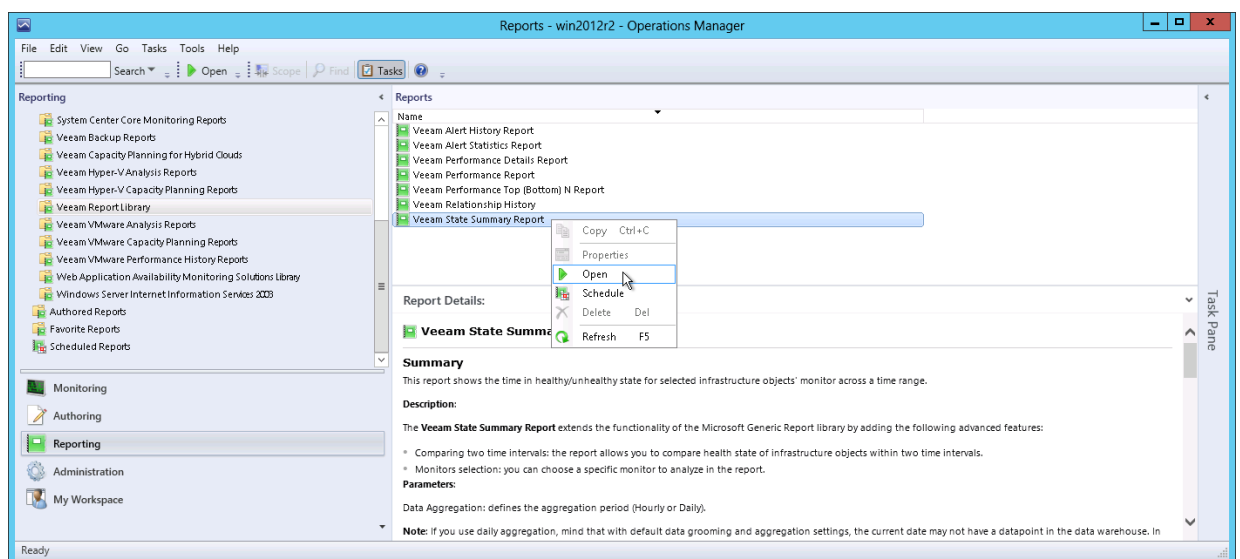 Reports - win2012r2 - Operations Manager
File Edit View Go Tasks Tools Help
Search Open Scope Find Tasks
Reporting
System Center Core Monitoring Reports
Veeam Backup Reports
Veeam Capacity Planning for Hybrid Clouds
Veeam Hyper-V Analysis Reports
Veeam Hyper-V Capacity Planning Reports
Veeam Report Library
Veeam VMware Analysis Reports
Veeam VMware Capacity Planning Reports
Veeam VMware Performance History Reports
Web Application Availability Monitoring Solutions Library
Windows Server Internet Information Services 2003
Authored Reports
Favorite Reports
Scheduled Reports
Monitoring
Authoring
Reporting
Administration
My Workspace
Reports
Name
Veeam Alert History Report
Veeam Alert Statistics Report
Veeam Performance Details Report
Veeam Performance Report
Veeam Performance Top (Bottom) N Report
Veeam Relationship History
Veeam State Summary Report
Copy Ctrl+C
Properties
Open
Schedule
Delete Del
Refresh F5
Report Details:
Veeam State Summa
Summary
This report shows the time in healthy/unhealthy state for selected infrastructure objects' monitor across a time range.
Description:
The Veeam State Summary Report extends the functionality of the Microsoft Generic Report library by adding the following advanced features:
Comparing two time intervals: the report allows you to compare health state of infrastructure objects within two time intervals.
Monitors selection: you can choose a specific monitor to analyze in the report.
Parameters:
Data Aggregation: defines the aggregation period (Hourly or Daily).
Note: If you use daily aggregation, mind that with default data grooming and aggregation settings, the current date may not have a datapoint in the data warehouse. In
Task Pane
Ready